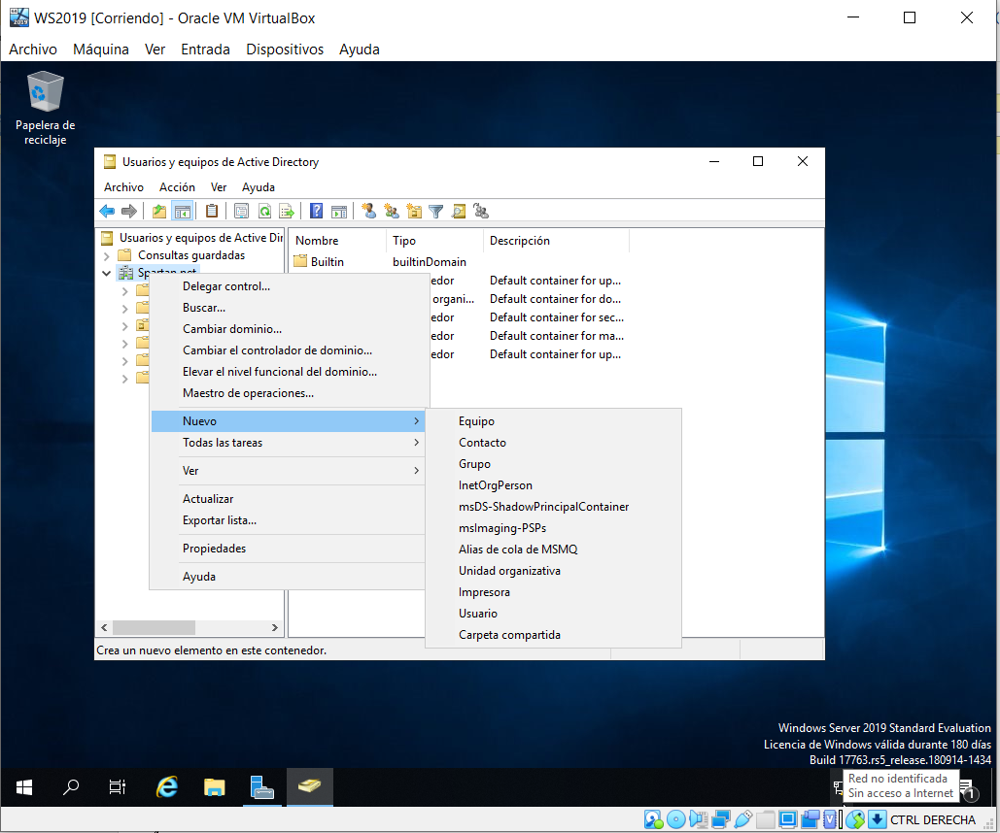 WS2019 [Corriendo] - Oracle VM VirtualBox
Archivo Máquina Ver Entrada Dispositivos Ayuda
Papelera de
reciclaje
Usuarios y equipos de Active Directory
Archivo Acción Ver Ayuda
Usuarios y equipos de Active Dir
Consultas guardadas
Spartan.net
Nombre Tipo Descripción
Builtin builtinDomain
edor Default container for up...
organi... Default container for do...
edor Default container for sec...
edor Default container for ma...
edor Default container for up...
Delegar control...
Buscar...
Cambiar dominio...
Cambiar el controlador de dominio...
Elevar el nivel funcional del dominio...
Maestro de operaciones...
Nuevo
Todas las tareas
Ver
Actualizar
Exportar lista...
Propiedades
Ayuda
Equipo
Contacto
Grupo
InetOrgPerson
msDS-ShadowPrincipalContainer
msImaging-PSPs
Alias de cola de MSMQ
Unidad organizativa
Impresora
Usuario
Carpeta compartida
Crea un nuevo elemento en este contenedor.
Windows Server 2019 Standard Evaluation
Licencia de Windows válida durante 180 días
Build 17763.rs5_release.180914-1434
Red no identificada
Sin acceso a Internet
1
CTRL DERECHA